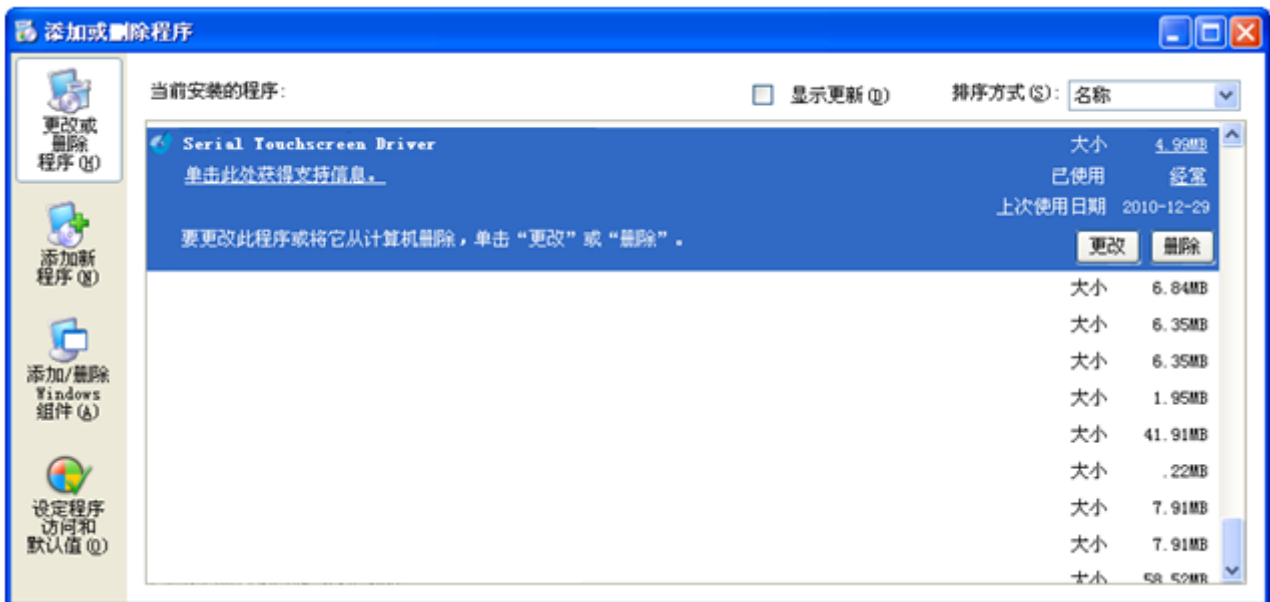 添加或删除程序
更改或
删除
程序(H)
添加新
程序(N)
添加/删除
Windows
组件(A)
设定程序
访问和
默认值(O)
当前安装的程序:
显示更新(D)
排序方式(S): 名称
Serial Touchscreen Driver 大小 4.99MB
单击此处获得支持信息。 已使用 经常
上次使用日期 2010-12-29
要更改此程序或将它从计算机删除，单击“更改”或“删除”。 更改 删除
大小 6.84MB
大小 6.35MB
大小 6.35MB
大小 1.95MB
大小 41.91MB
大小 .22MB
大小 7.91MB
大小 7.91MB
大小 58.52MB